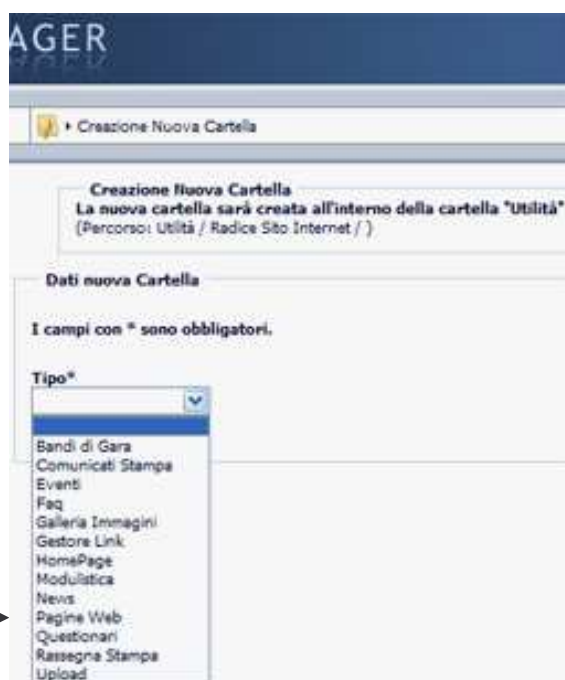 AGER
Creazione Nuova Cartella
Creazione Nuova Cartella
La nuova cartella sarà creata all'interno della cartella "Utilità"
(Percorso: Utilità / Radice Sito Internet / )
Dati nuova Cartella
I campi con * sono obbligatori.
Tipo*
Bandi di Gara
Comunicati Stampa
Eventi
Faq
Galleria Immagini
Gestore Link
HomePage
Modulistica
News
Pagine Web
Questionari
Rassegna Stampa
Upload